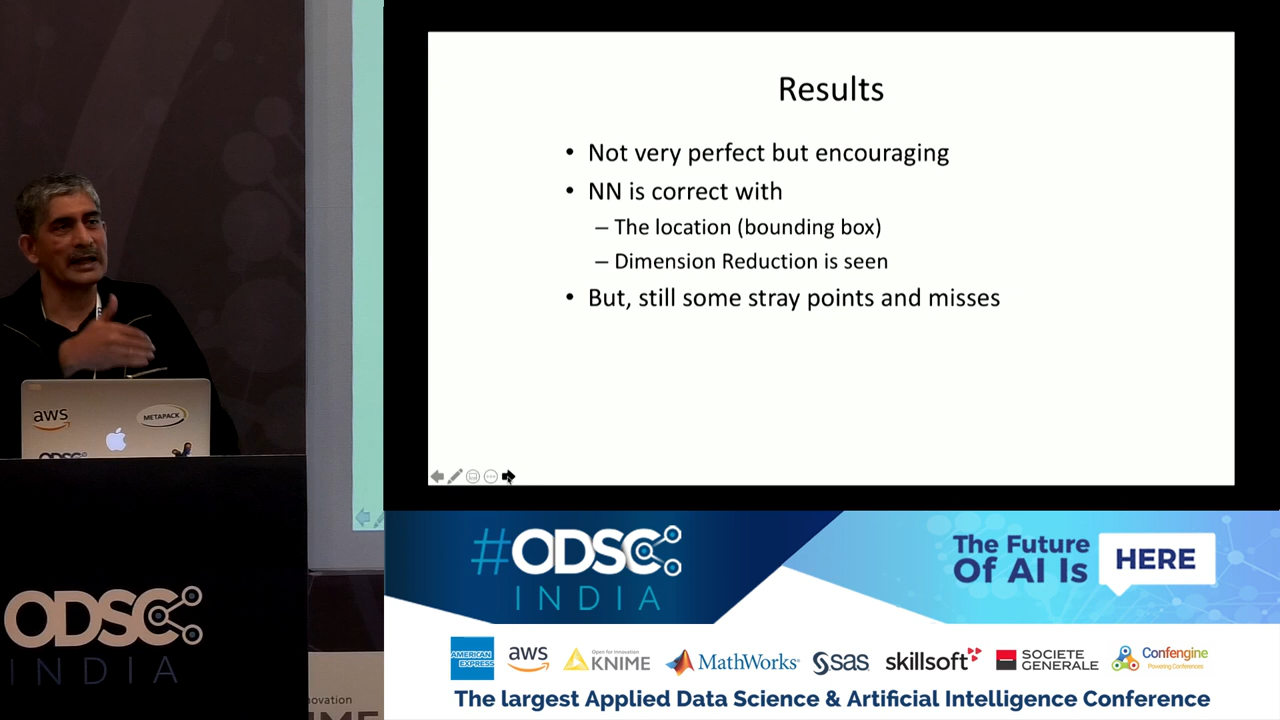 Results
• Not very perfect but encouraging
• NN is correct with
– The location (bounding box)
– Dimension Reduction is seen
• But, still some stray points and misses
aws
METAPACK
ODSC
ODSC
INDIA
#ODSC
INDIA
The Future
Of AI Is
HERE
AMERICAN
EXPRESS
aws
Open for Innovation
KNIME
MathWorks®
sas
skillsoft
SOCIETE
GENERALE
Confengine
Powering Conferences
The largest Applied Data Science & Artificial Intelligence Conference